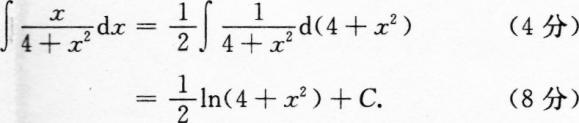 ∫ x/(4 + x²) dx = 1/2 ∫ 1/(4 + x²) d(4 + x²) (4 分)
= 1/2 ln(4 + x²) + C. (8 分)